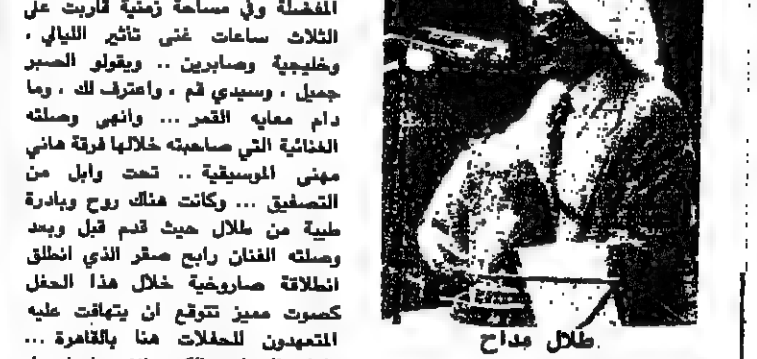 المفضلة وفي مساحة زمنية قاربت على
الثلاث ساعات غنى تأثير الليالي ،
وخليجية وصابرين .. ويقولو الصبر
جميل ، وسيدي قم ، واعترف لك ، وما
دام معايه القمر ... وانهى وصلته
الغنائية التي صاحبته خلالها فرقة هاني
مهنى الموسيقية .. تحت وابل من
التصفيق ... وكانت هناك روح وبادرة
طيبة من طلال حيث قدم قبل وبعد
وصلته الفنان رابح صقر الذي انطلق
انطلاقة صاروخية خلال هذا الحفل
كصوت مميز نتوقع ان يتهافت عليه
المتعهدون للحفلات هنا بالقاهرة ...
طلال مداح